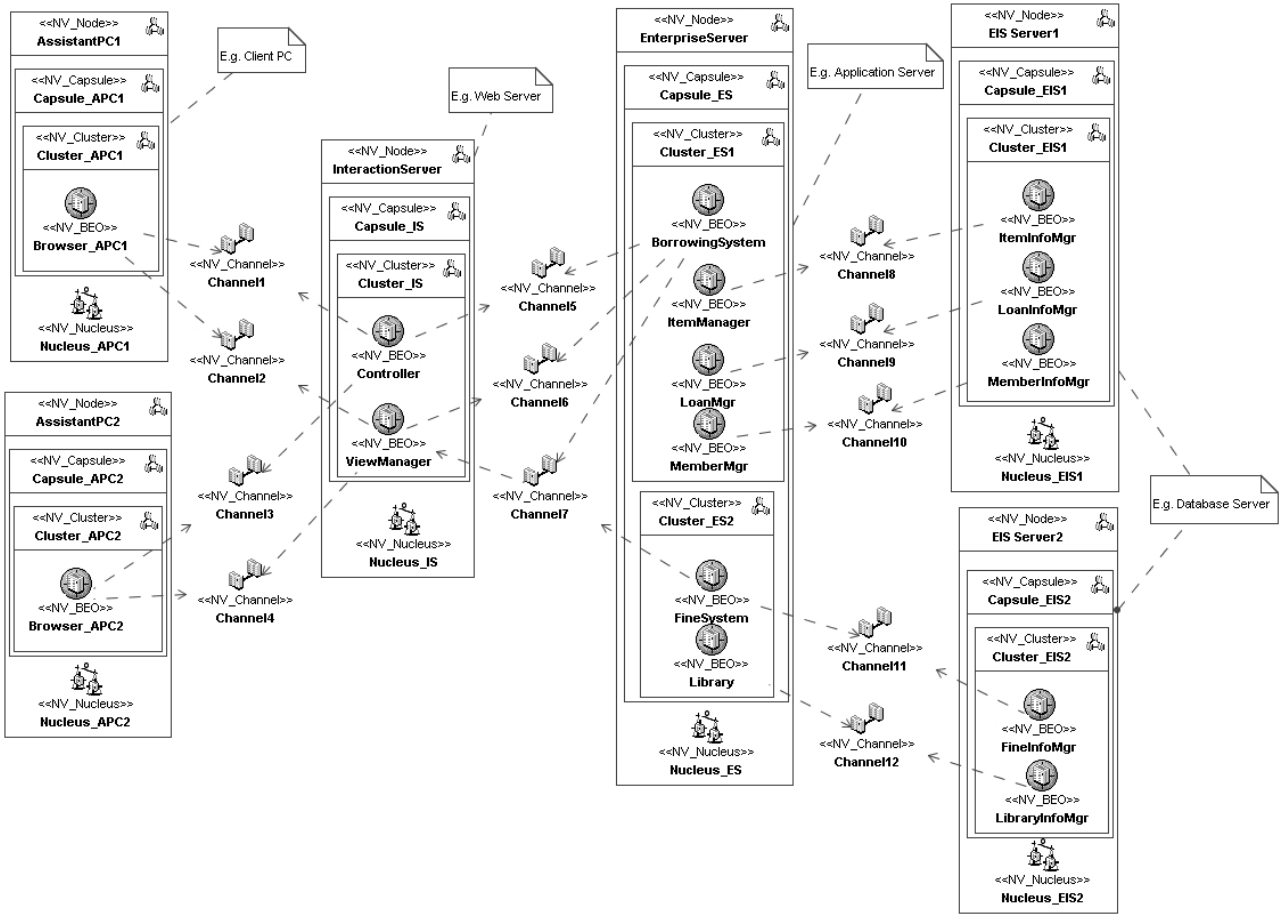 <<NV_Node>>
AssistantPC1
<<NV_Capsule>>
Capsule_APC1
<<NV_Cluster>>
Cluster_APC1
<<NV_BEO>>
Browser_APC1
<<NV_Nucleus>>
Nucleus_APC1
<<NV_Node>>
AssistantPC2
<<NV_Capsule>>
Capsule_APC2
<<NV_Cluster>>
Cluster_APC2
<<NV_BEO>>
Browser_APC2
<<NV_Nucleus>>
Nucleus_APC2
E.g. Client PC
<<NV_Channel>>
Channel1
<<NV_Channel>>
Channel2
<<NV_Channel>>
Channel3
<<NV_Channel>>
Channel4
E.g. Web Server
<<NV_Node>>
InteractionServer
<<NV_Capsule>>
Capsule_IS
<<NV_Cluster>>
Cluster_IS
<<NV_BEO>>
Controller
<<NV_BEO>>
ViewManager
<<NV_Nucleus>>
Nucleus_IS
<<NV_Channel>>
Channel5
<<NV_Channel>>
Channel6
<<NV_Channel>>
Channel7
<<NV_Node>>
EnterpriseServer
<<NV_Capsule>>
Capsule_ES
<<NV_Cluster>>
Cluster_ES1
<<NV_BEO>>
BorrowingSystem
<<NV_BEO>>
ItemManager
<<NV_BEO>>
LoanMgr
<<NV_BEO>>
MemberMgr
<<NV_Cluster>>
Cluster_ES2
<<NV_BEO>>
FineSystem
<<NV_BEO>>
Library
<<NV_Nucleus>>
Nucleus_ES
E.g. Application Server
<<NV_Channel>>
Channel8
<<NV_Channel>>
Channel9
<<NV_Channel>>
Channel10
<<NV_Channel>>
Channel11
<<NV_Channel>>
Channel12
<<NV_Node>>
EIS Server1
<<NV_Capsule>>
Capsule_EIS1
<<NV_Cluster>>
Cluster_EIS1
<<NV_BEO>>
ItemInfoMgr
<<NV_BEO>>
LoanInfoMgr
<<NV_BEO>>
MemberInfoMgr
<<NV_Nucleus>>
Nucleus_EIS1
E.g. Database Server
<<NV_Node>>
EIS Server2
<<NV_Capsule>>
Capsule_EIS2
<<NV_Cluster>>
Cluster_EIS2
<<NV_BEO>>
FineInfoMgr
<<NV_BEO>>
LibraryInfoMgr
<<NV_Nucleus>>
Nucleus_EIS2